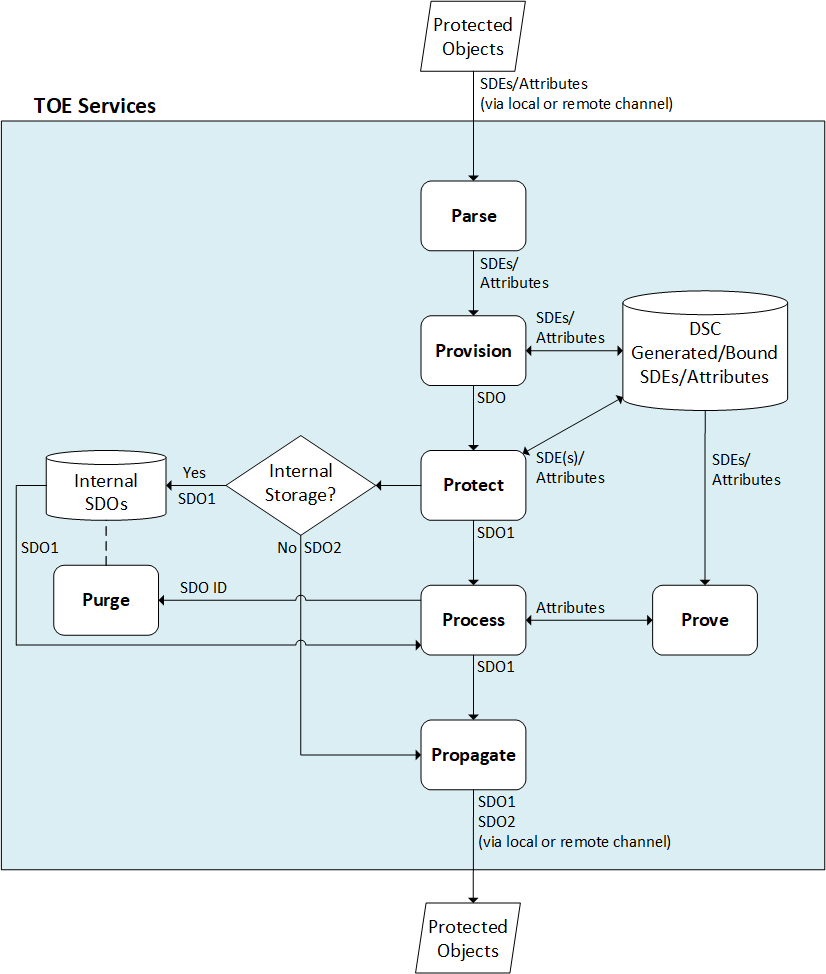 Protected
Objects
SDEs/Attributes
(via local or remote channel)
TOE Services
Parse
SDEs/
Attributes
Provision
SDEs/
Attributes
DSC
Generated/Bound
SDEs/Attributes
SDO
Internal
SDOs
Yes
SDO1
Internal
Storage?
Protect
SDE(s)/
Attributes
SDEs/
Attributes
SDO1
No
SDO2
SDO1
Purge
SDO ID
Process
Attributes
Prove
SDO1
Propagate
SDO1
SDO2
(via local or remote channel)
Protected
Objects